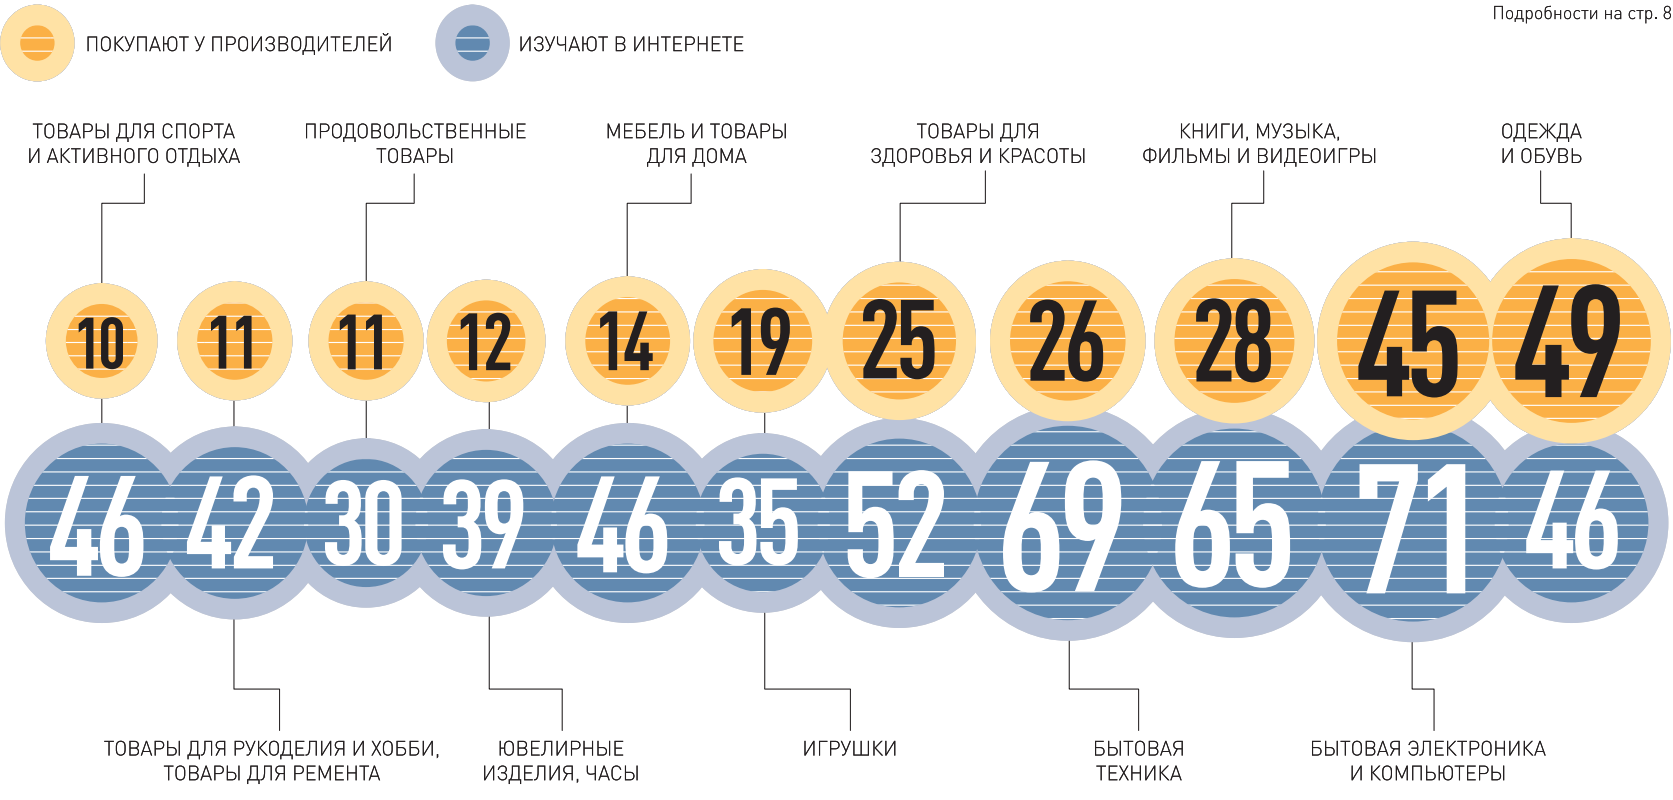 ПОКУПАЮТ У ПРОИЗВОДИТЕЛЕЙ
ИЗУЧАЮТ В ИНТЕРНЕТЕ
Подробности на стр. 8
ТОВАРЫ ДЛЯ СПОРТА
И АКТИВНОГО ОТДЫХА
ПРОДОВОЛЬСТВЕННЫЕ
ТОВАРЫ
МЕБЕЛЬ И ТОВАРЫ
ДЛЯ ДОМА
ТОВАРЫ ДЛЯ
ЗДОРОВЬЯ И КРАСОТЫ
КНИГИ, МУЗЫКА,
ФИЛЬМЫ И ВИДЕОИГРЫ
ОДЕЖДА
И ОБУВЬ
10 11 11 12 14 19 25 26 28 45 49
46 42 30 39 46 35 52 69 65 71 46
ТОВАРЫ ДЛЯ РУКОДЕЛИЯ И ХОББИ,
ТОВАРЫ ДЛЯ РЕМЕНТА
ЮВЕЛИРНЫЕ
ИЗДЕЛИЯ, ЧАСЫ
ИГРУШКИ
БЫТОВАЯ
ТЕХНИКА
БЫТОВАЯ ЭЛЕКТРОНИКА
И КОМПЬЮТЕРЫ